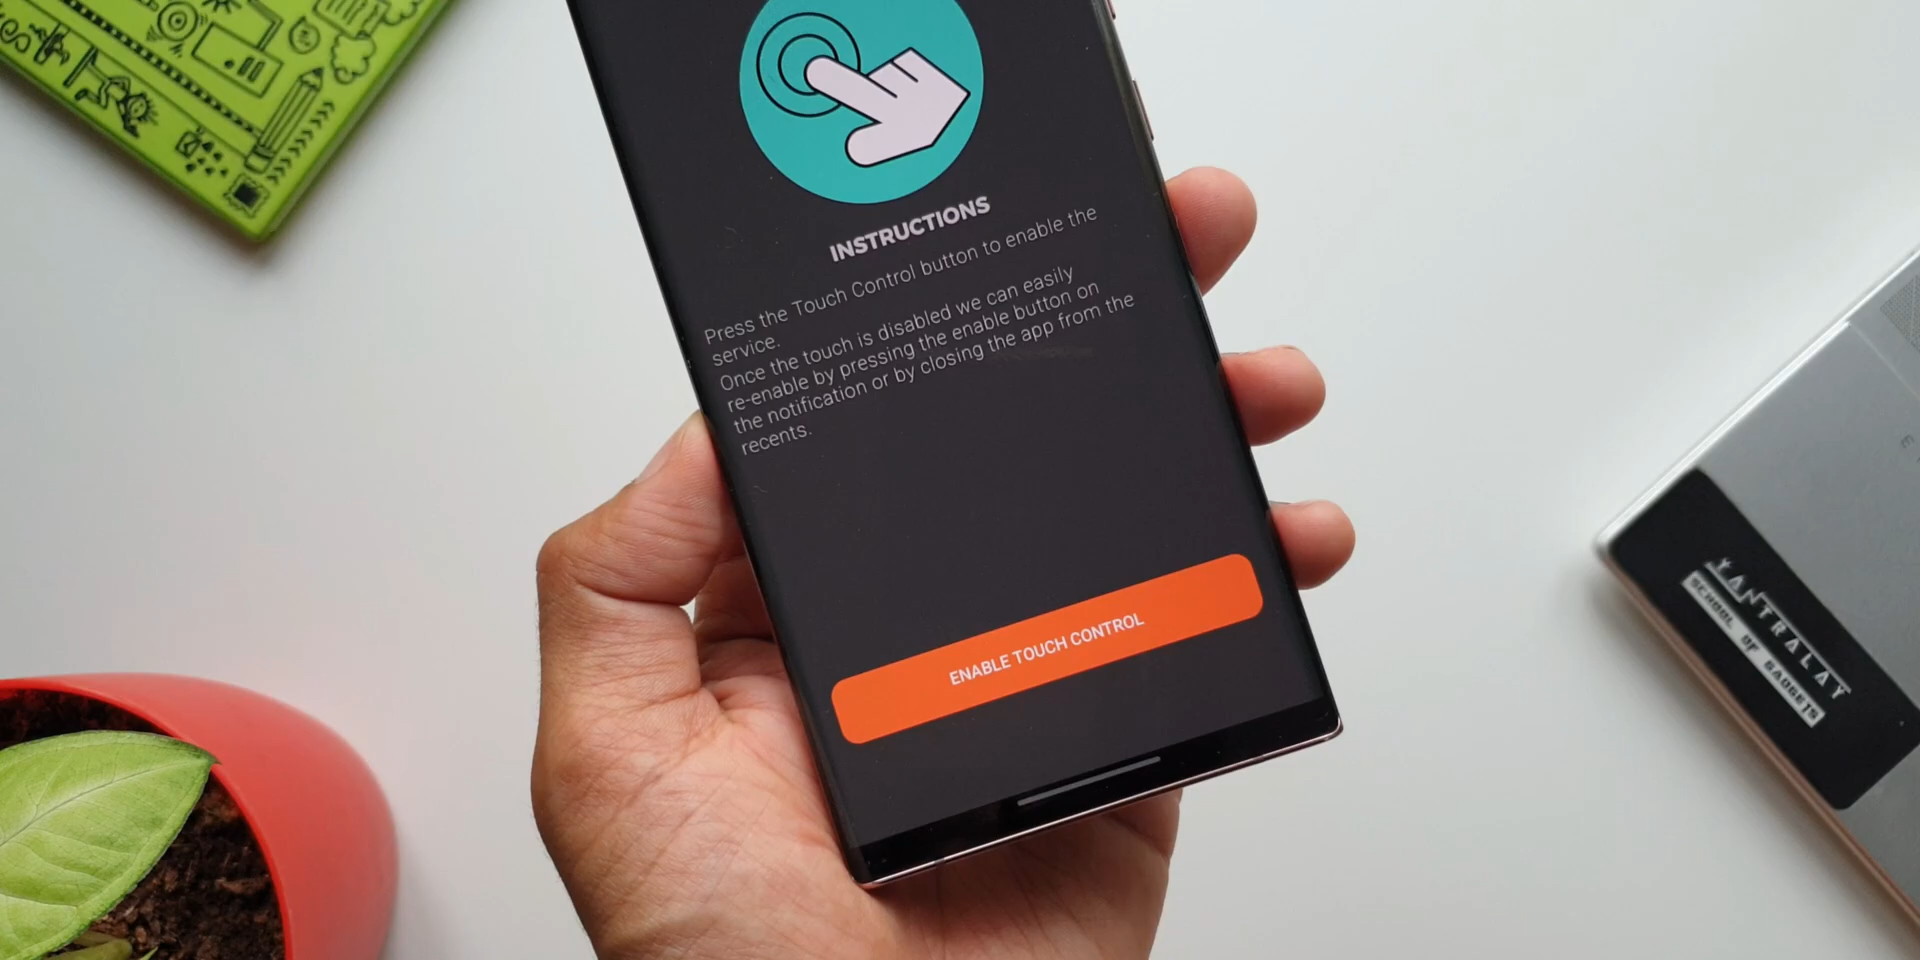 INSTRUCTIONS
Press the Touch Control button to enable the
service.
Once the touch is disabled we can easily
re-enable by pressing the enable button on
the notification or by closing the app from the
recents.
ENABLE TOUCH CONTROL
YANTRALAY
SCHOOL OF GADGETS